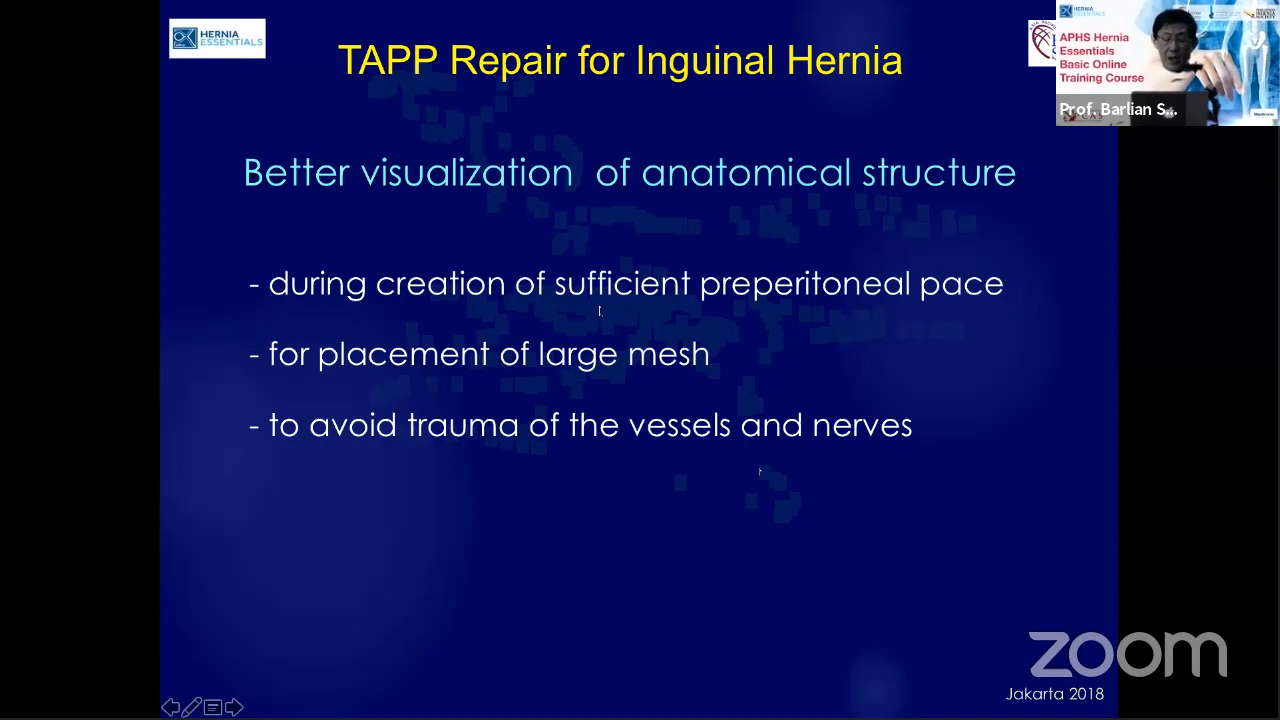 HERNIA
ESSENTIALS
TAPP Repair for Inguinal Hernia
HERNIA
ESSENTIALS
APHS Hernia
Essentials
Basic Online
Training Course
Prof. Barlian S...
Better visualization of anatomical structure
- during creation of sufficient preperitoneal pace
- for placement of large mesh
- to avoid trauma of the vessels and nerves
zoom
Jakarta 2018